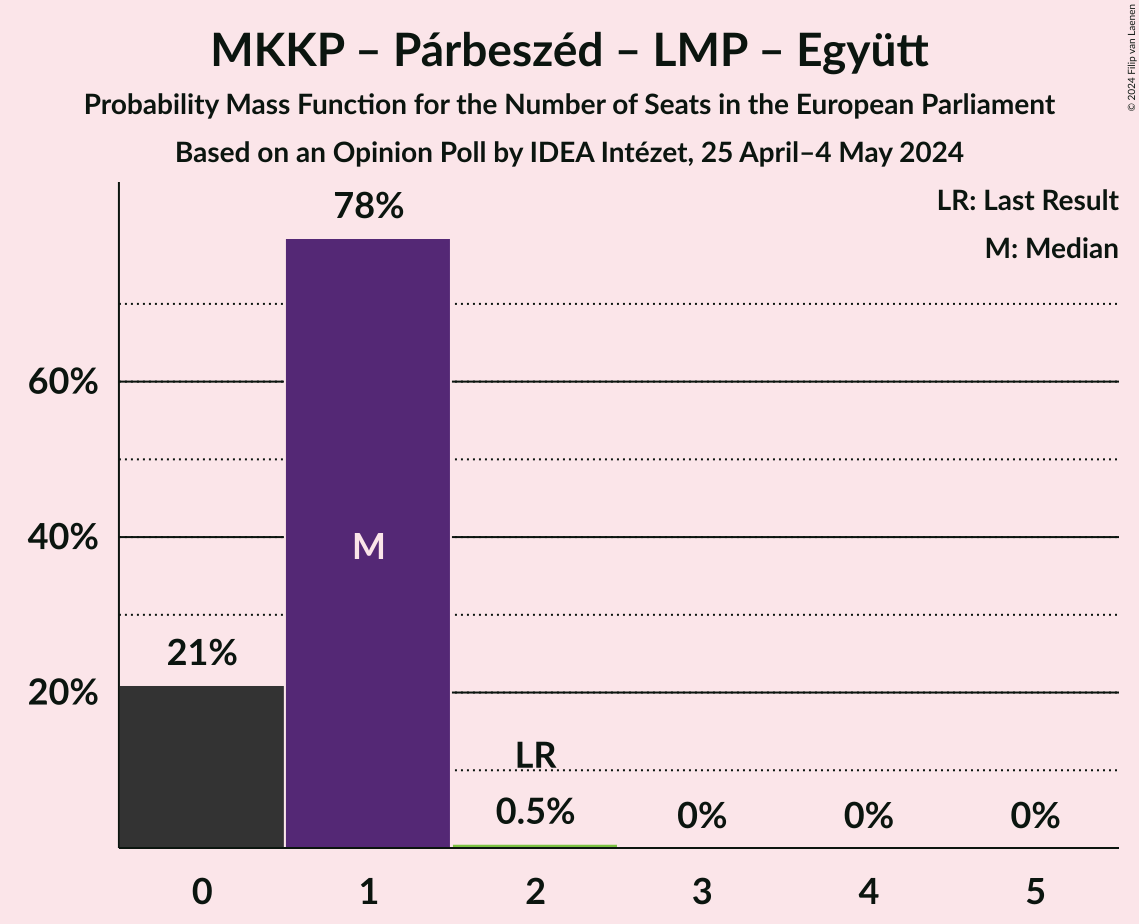 MKKP – Párbeszéd – LMP – Együtt
Probability Mass Function for the Number of Seats in the European Parliament
Based on an Opinion Poll by IDEA Intézet, 25 April–4 May 2024
© 2024 Filip van Laenen
LR: Last Result
M: Median
78%
60%
M
40%
21%
20%
LR
0.5%
0%
0%
0%
0
1
2
3
4
5